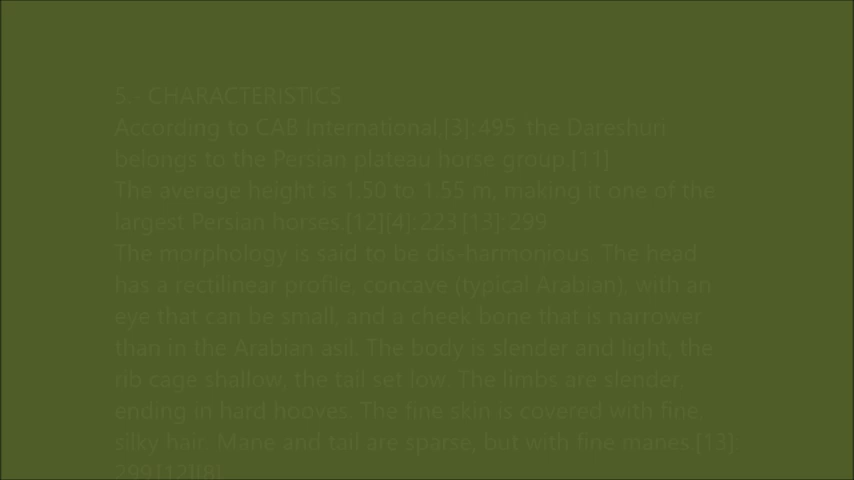 5.- CHARACTERISTICS
According to CAB International,[3]:495 the Dareshuri
belongs to the Persian plateau horse group.[11]
The average height is 1.50 to 1.55 m, making it one of the
largest Persian horses.[12][4]:223[13]:299
The morphology is said to be dis-harmonious. The head
has a rectilinear profile, concave (typical Arabian), with an
eye that can be small, and a cheek bone that is narrower
than in the Arabian asil. The body is slender and light, the
rib cage shallow, the tail set low. The limbs are slender,
ending in hard hooves. The fine skin is covered with fine,
silky hair. Mane and tail are sparse, but with fine manes.[13]:
299[12][8]